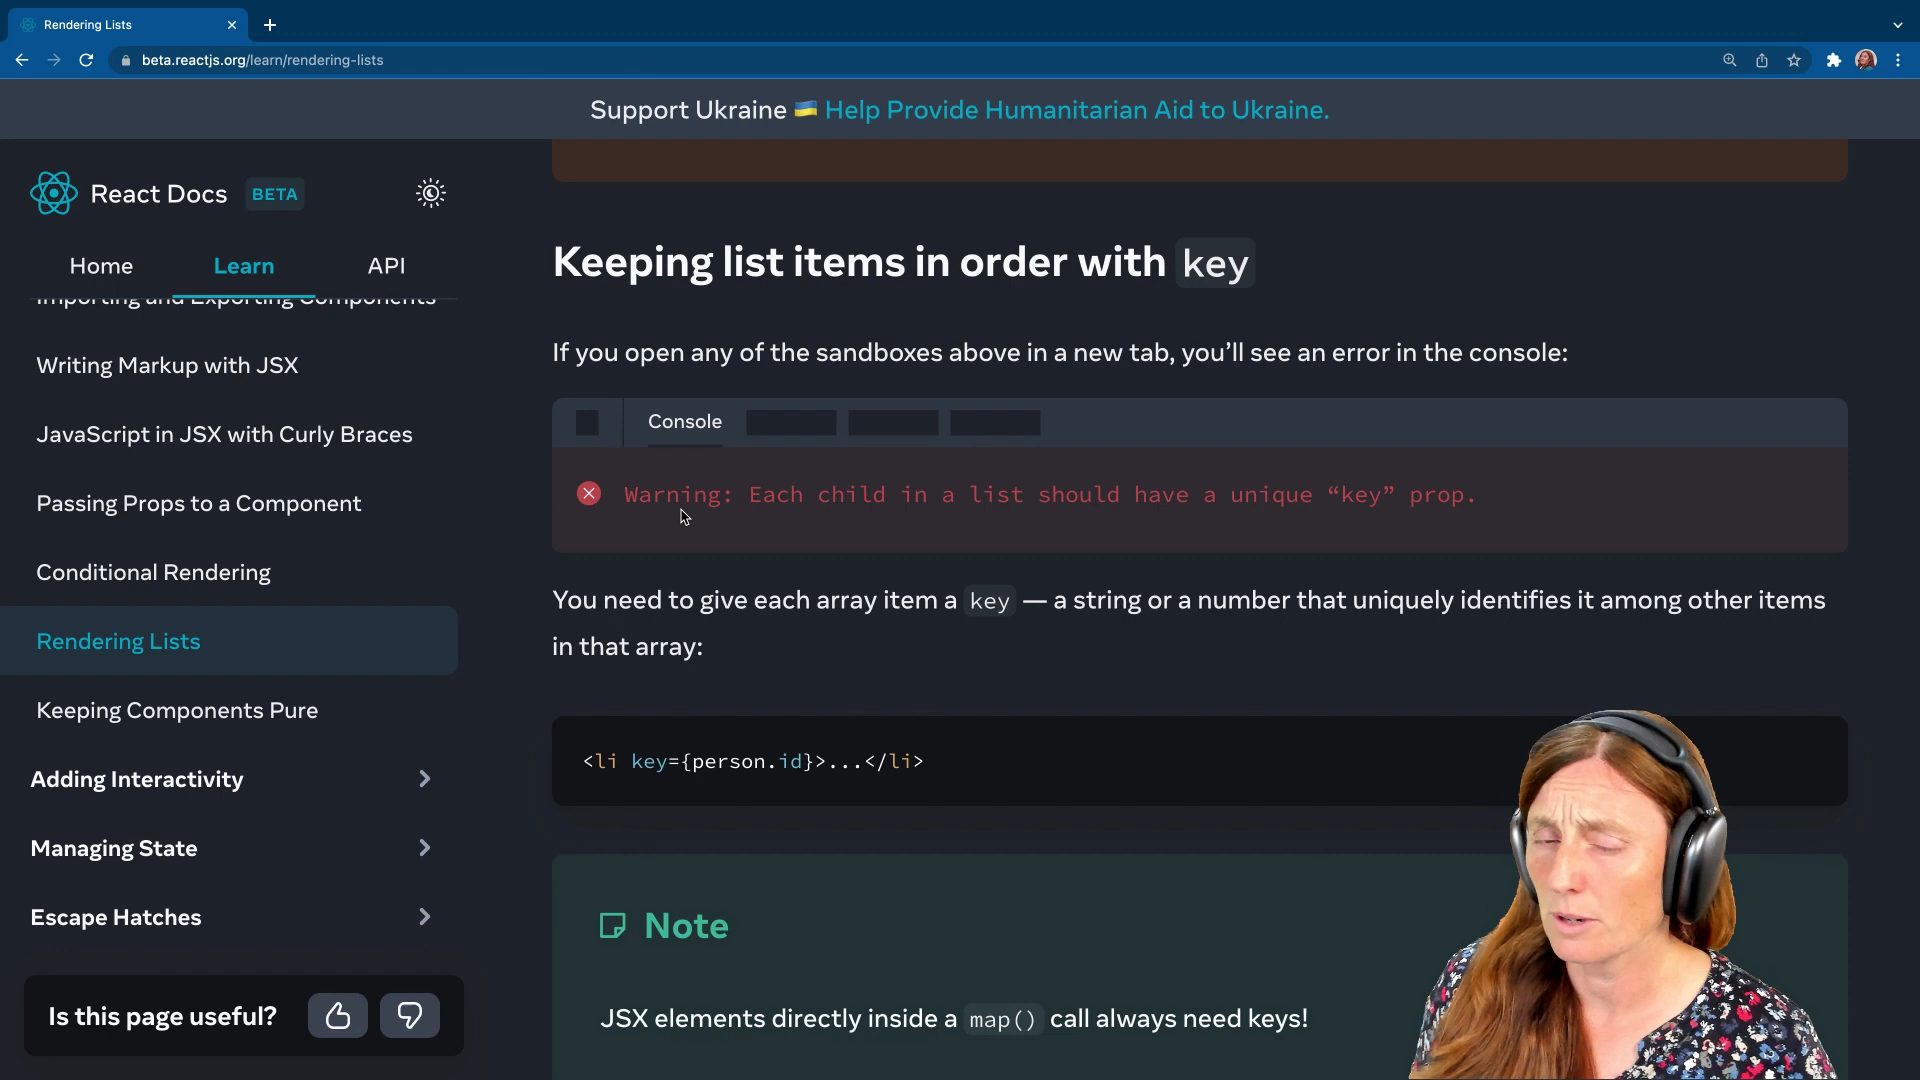 Rendering Lists
beta.reactjs.org/learn/rendering-lists
Support Ukraine 🇺🇦 Help Provide Humanitarian Aid to Ukraine.
React Docs BETA
Home Learn API
Importing and Exporting Components
Writing Markup with JSX
JavaScript in JSX with Curly Braces
Passing Props to a Component
Conditional Rendering
Rendering Lists
Keeping Components Pure
Adding Interactivity
Managing State
Escape Hatches
Is this page useful?
Keeping list items in order with key
If you open any of the sandboxes above in a new tab, you’ll see an error in the console:
Console
Warning: Each child in a list should have a unique “key” prop.
You need to give each array item a key — a string or a number that uniquely identifies it among other items
in that array:
<li key={person.id}>...</li>
Note
JSX elements directly inside a map() call always need keys!